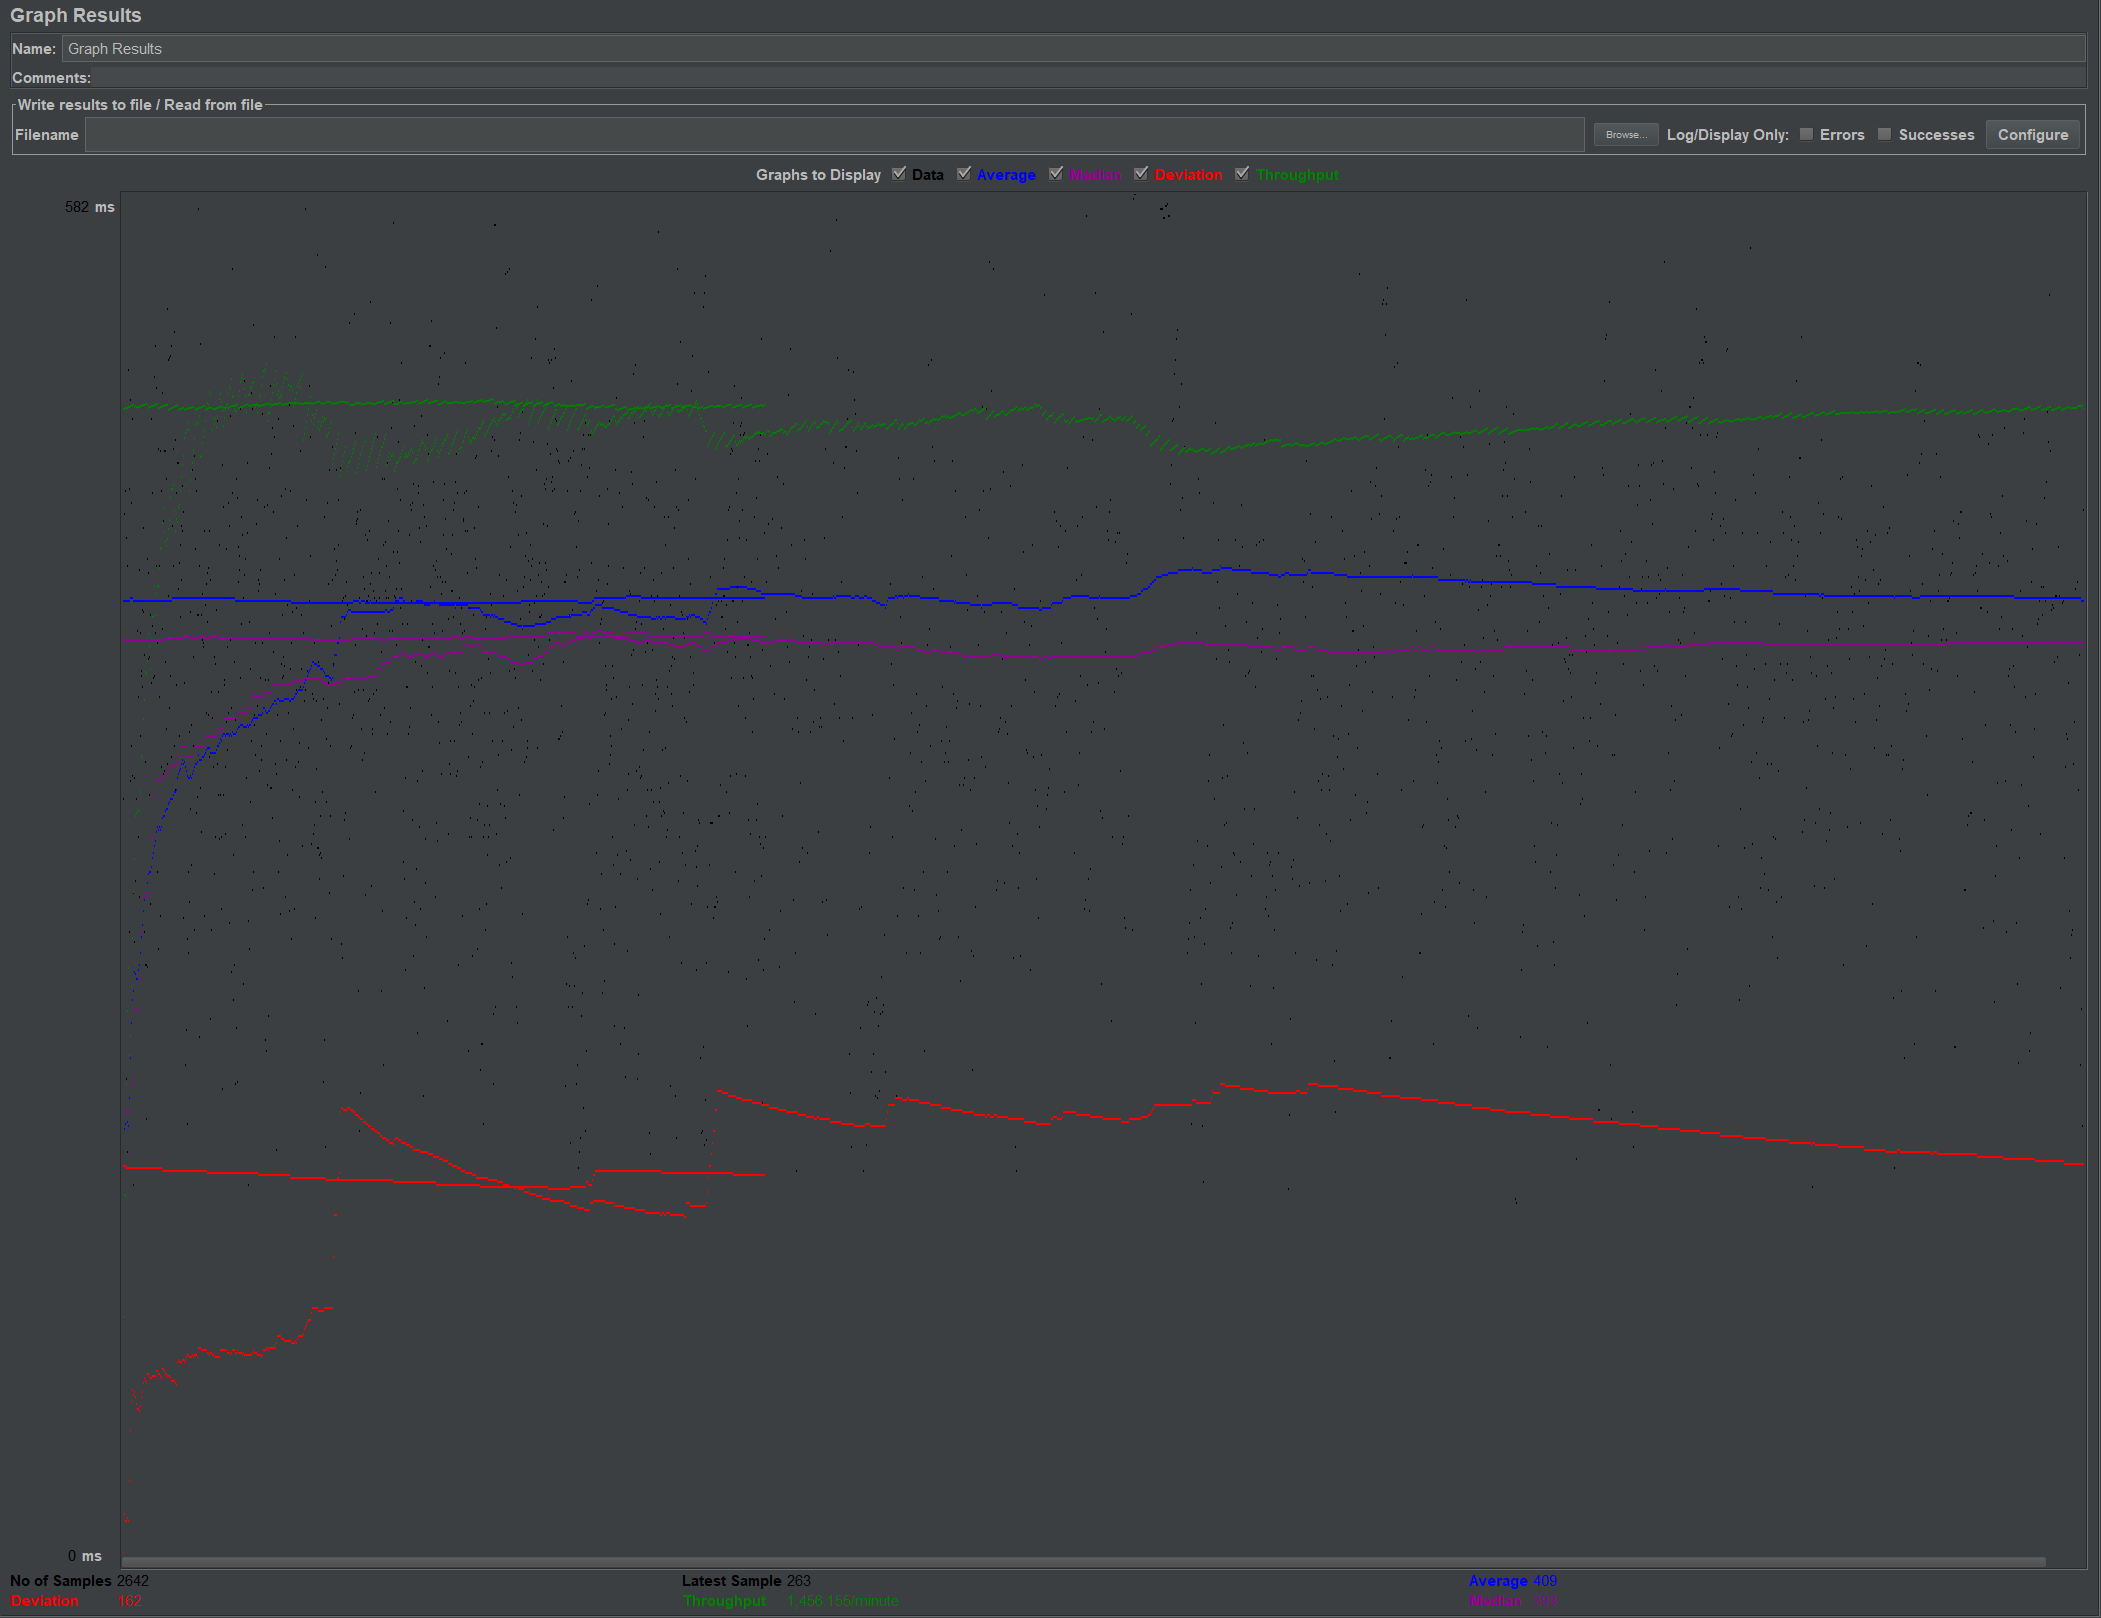 Graph Results
Name: Graph Results
Comments:
Write results to file / Read from file
Filename Browse... Log/Display Only: Errors Successes Configure
Graphs to Display Data Average Median Deviation Throughput
582 ms
0 ms
No of Samples 2642 Latest Sample 263 Average 409
Deviation 162 Throughput 1,456.155/minute Median